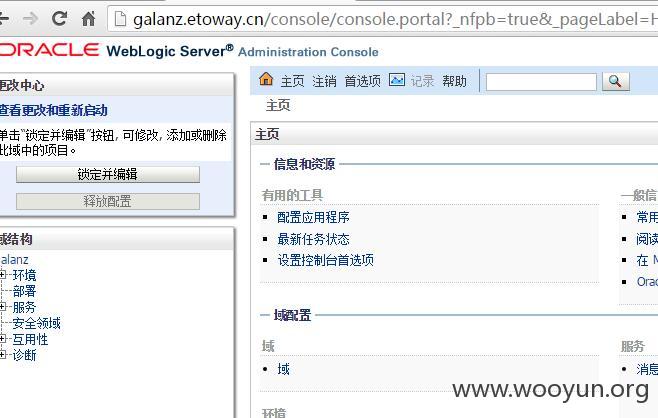 galanz.etoway.cn/console/console.portal?_nfpb=true&_pageLabel=H
ORACLE WebLogic Server® Administration Console
更改中心
查看更改和重新启动
单击“锁定并编辑”按钮, 可修改, 添加或删除
此域中的项目。
锁定并编辑
释放配置
域结构
galanz
环境
部署
服务
安全领域
互用性
诊断
主页 注销 首选项 记录 帮助
主页
主页
信息和资源
有用的工具
配置应用程序
最新任务状态
设置控制台首选项
一般信
常用
阅读
在 M
Orac
域配置
域
域
环境
服务
消息
www.wooyun.org